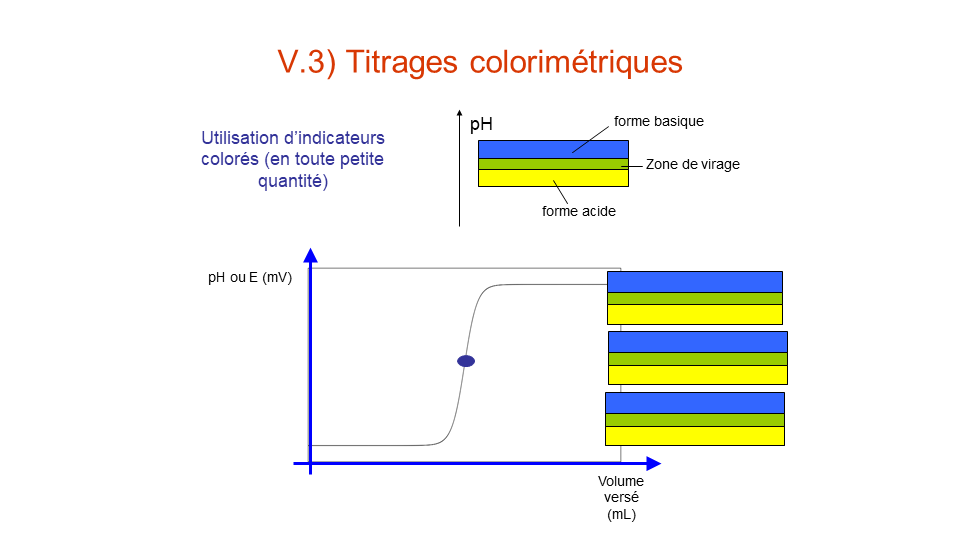 V.3) Titrages colorimétriques
Utilisation d’indicateurs
colorés (en toute petite
quantité)
pH
forme basique
Zone de virage
forme acide
pH ou E (mV)
Volume
versé
(mL)